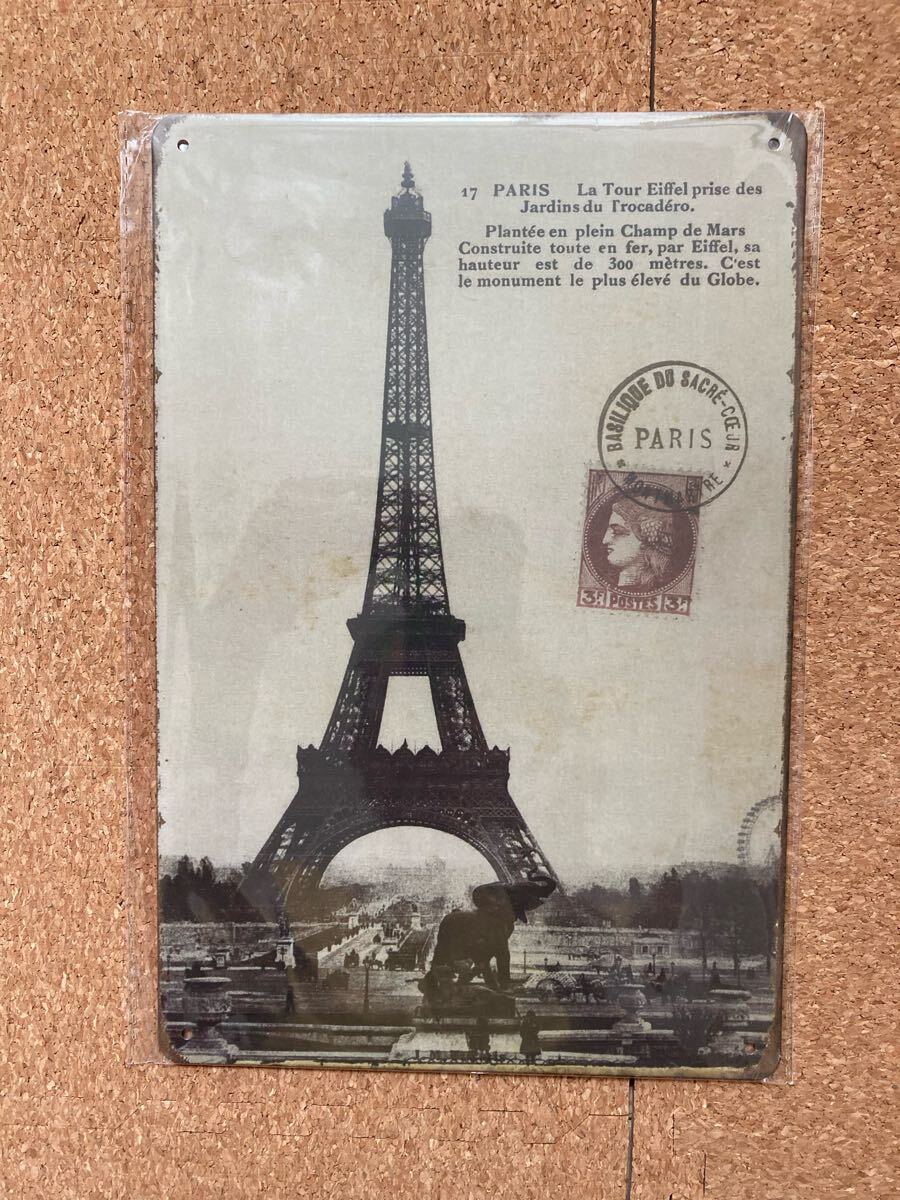 17 PARIS La Tour Eiffel prise des
Jardins du Trocadéro.
Plantée en plein Champ de Mars
Construite toute en fer, par Eiffel, sa
hauteur est de 300 mètres. C'est
le monument le plus élevé du Globe.
* BASILIQUE DU SACRÉ-CŒUR *
PARIS
3F POSTES 3F